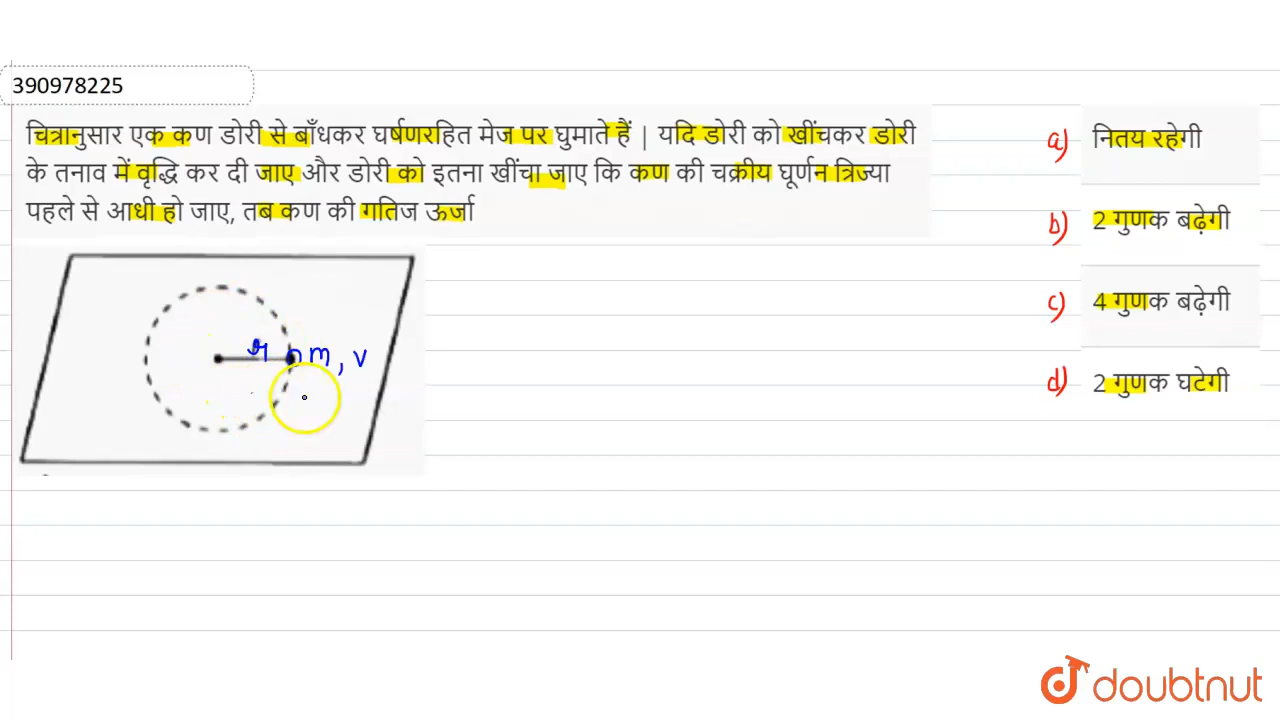 390978225
चित्रानुसार एक कण डोरी से बाँधकर घर्षणरहित मेज पर घुमाते हैं | यदि डोरी को खींचकर डोरी
के तनाव में वृद्धि कर दी जाए और डोरी को इतना खींचा जाए कि कण की चक्रीय घूर्णन त्रिज्या
पहले से आधी हो जाए, तब कण की गतिज ऊर्जा
a) नितय रहेगी
b) 2 गुणक बढ़ेगी
c) 4 गुणक बढ़ेगी
d) 2 गुणक घटेगी
r m, v
doubtnut